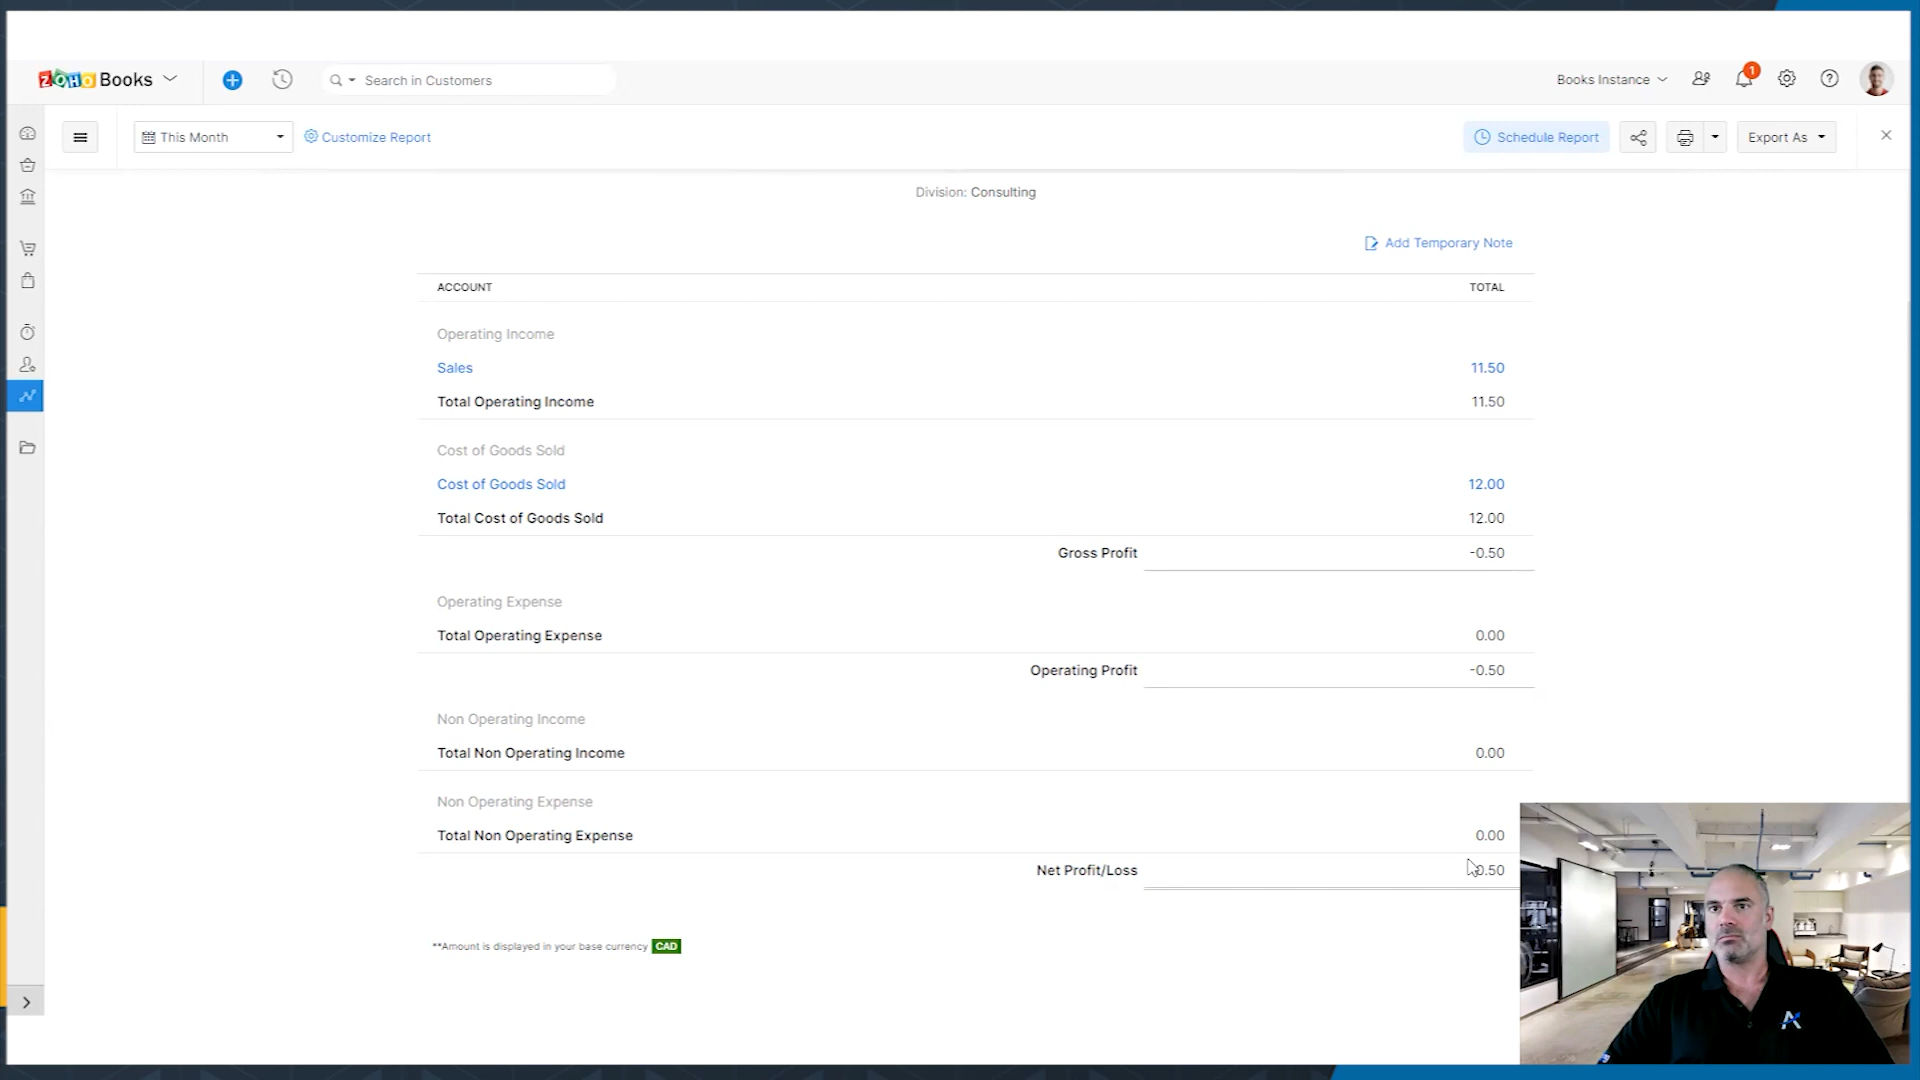 ZOHO Books
Search in Customers
Books Instance
1
This Month
Customize Report
Schedule Report
Export As
Division: Consulting
Add Temporary Note
ACCOUNT TOTAL
Operating Income
Sales 11.50
Total Operating Income 11.50
Cost of Goods Sold
Cost of Goods Sold 12.00
Total Cost of Goods Sold 12.00
Gross Profit -0.50
Operating Expense
Total Operating Expense 0.00
Operating Profit -0.50
Non Operating Income
Total Non Operating Income 0.00
Non Operating Expense
Total Non Operating Expense 0.00
Net Profit/Loss 0.50
**Amount is displayed in your base currency CAD